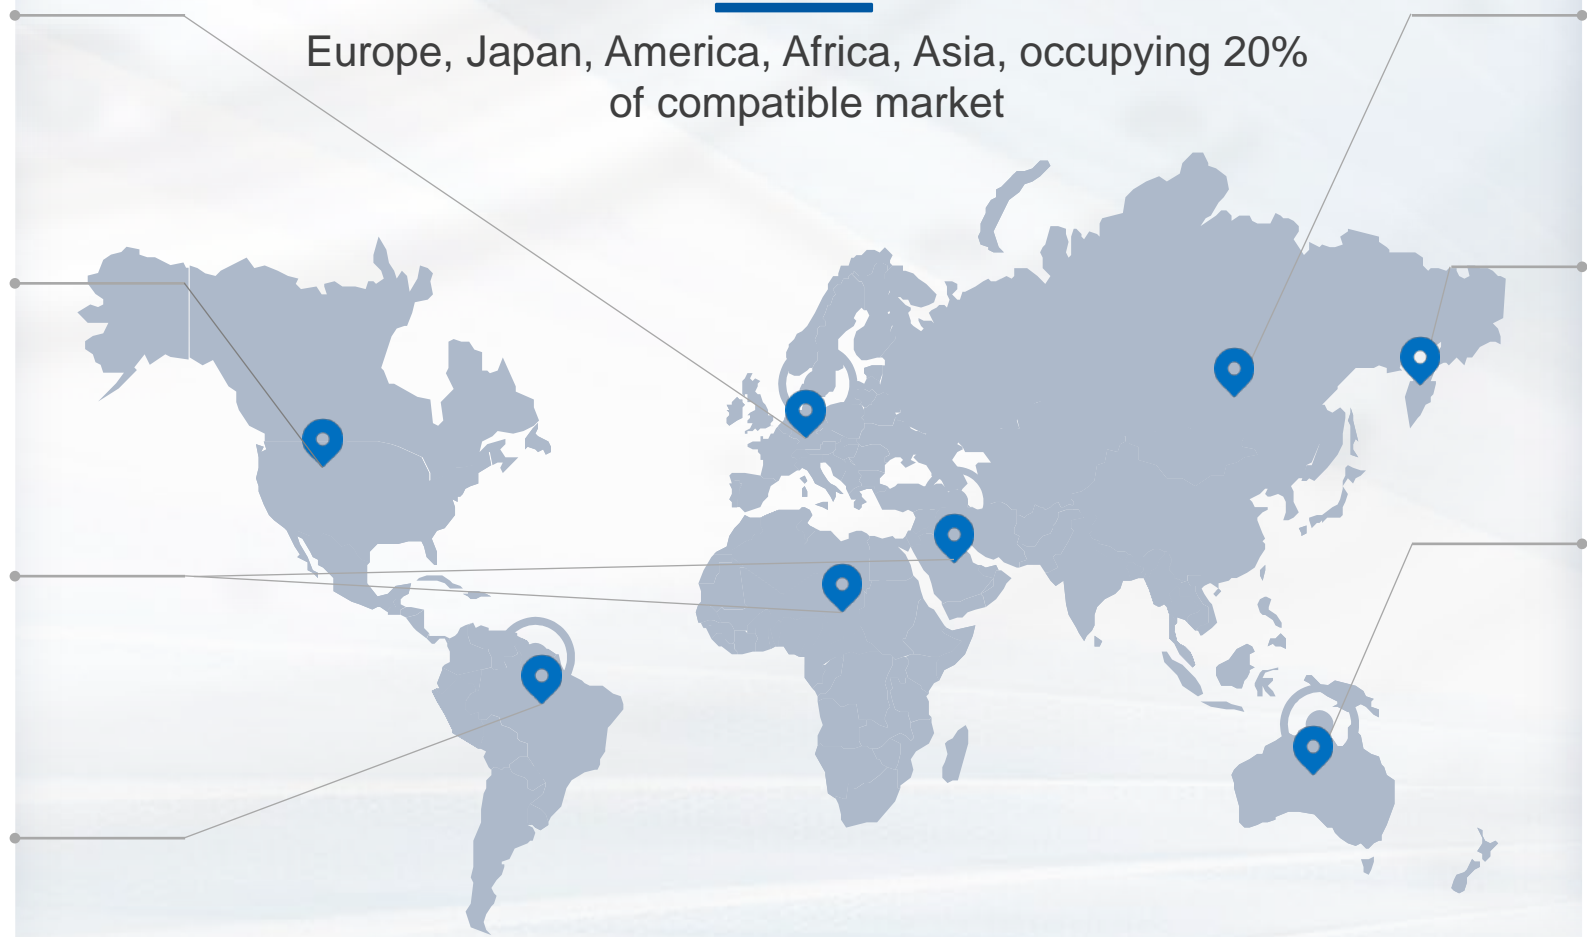 Europe, Japan, America, Africa, Asia, occupying 20%
of compatible market